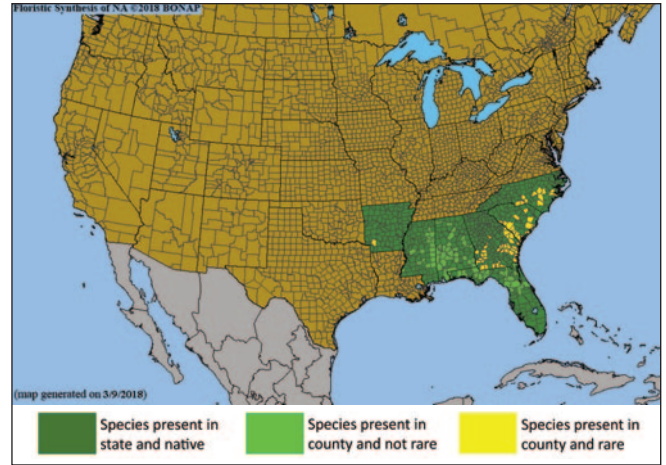 Floristic Synthesis of NA ©2018 BONAP
(map generated on 3/9/2018)
Species present in
state and native
Species present in
county and not rare
Species present in
county and rare